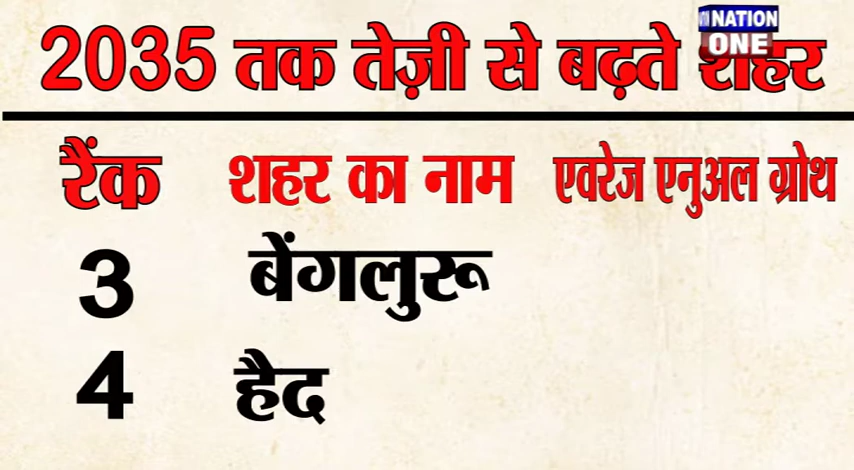 NATION
ONE
2035 तक तेज़ी से बढ़ते शहर
रैंक शहर का नाम एवरेज एनुअल ग्रोथ
3 बेंगलुरू
4 हैद